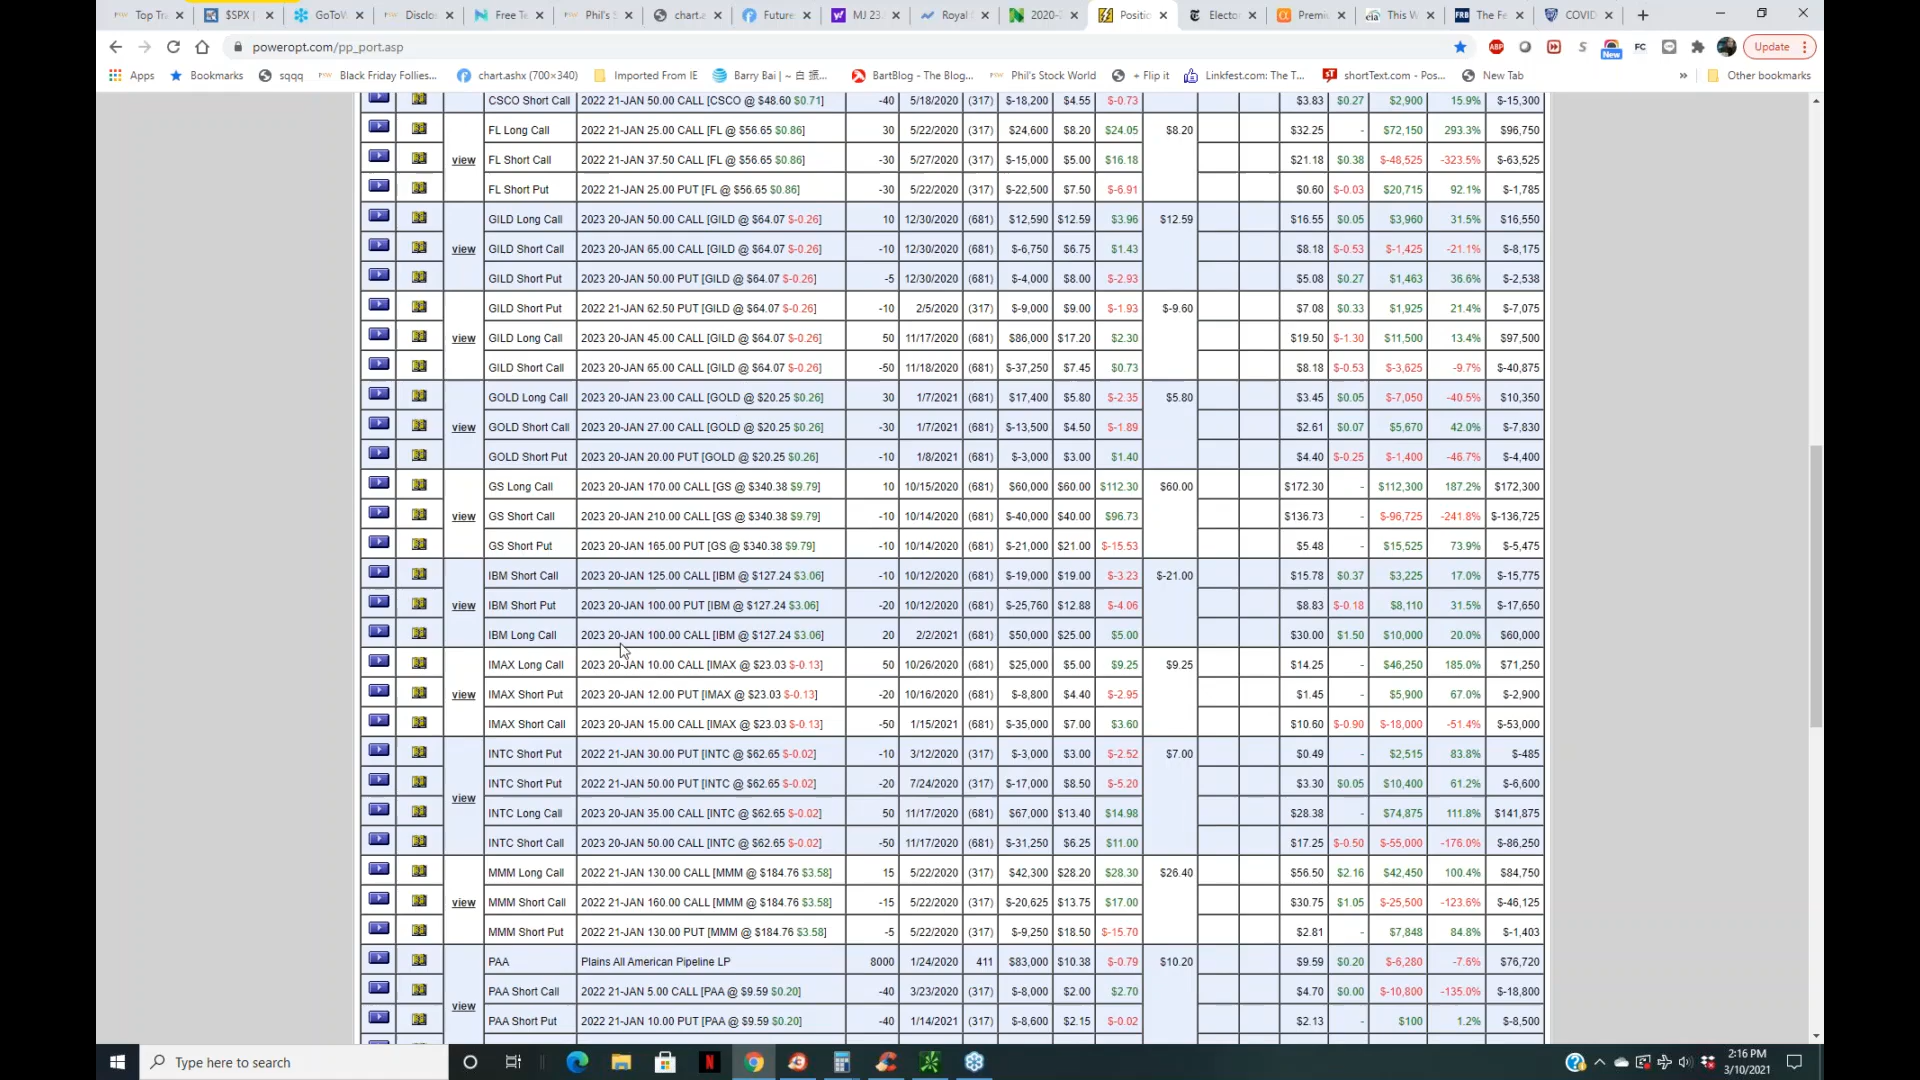 Top Tra
$SPX |
GoToW
Disclo
Free Te
Phil's S
chart.a
Future
MJ 23
Royal
2020-
Positio
Elector
Premi
This W
The Fe
COVID
poweropt.com/pp_port.asp
ABP
New
FC
Update
Apps
Bookmarks
sqqq
Black Friday Follies...
chart.ashx (700×340)
Imported From IE
Barry Bai | ~ 白 振...
BartBlog - The Blog...
Phil's Stock World
+ Flip it
Linkfest.com: The T...
shortText.com - Pos...
New Tab
»
Other bookmarks
CSCO Short Call 2022 21-JAN 50.00 CALL [CSCO @ $48.60 $0.71] -40 5/18/2020 (317) $-18,200 $4.55 $-0.73 $3.83 $0.27 $2,900 15.9% $-15,300
FL Long Call 2022 21-JAN 25.00 CALL [FL @ $56.65 $0.86] 30 5/22/2020 (317) $24,600 $8.20 $24.05 $8.20 $32.25 - $72,150 293.3% $96,750
view FL Short Call 2022 21-JAN 37.50 CALL [FL @ $56.65 $0.86] -30 5/27/2020 (317) $-15,000 $5.00 $16.18 $21.18 $0.38 $-48,525 -323.5% $-63,525
FL Short Put 2022 21-JAN 25.00 PUT [FL @ $56.65 $0.86] -30 5/22/2020 (317) $-22,500 $7.50 $-6.91 $0.60 $-0.03 $20,715 92.1% $-1,785
GILD Long Call 2023 20-JAN 50.00 CALL [GILD @ $64.07 $-0.26] 10 12/30/2020 (681) $12,590 $12.59 $3.96 $12.59 $16.55 $0.05 $3,960 31.5% $16,550
view GILD Short Call 2023 20-JAN 65.00 CALL [GILD @ $64.07 $-0.26] -10 12/30/2020 (681) $-6,750 $6.75 $1.43 $8.18 $-0.53 $-1,425 -21.1% $-8,175
GILD Short Put 2023 20-JAN 50.00 PUT [GILD @ $64.07 $-0.26] -5 12/30/2020 (681) $-4,000 $8.00 $-2.93 $5.08 $0.27 $1,463 36.6% $-2,538
GILD Short Put 2022 21-JAN 62.50 PUT [GILD @ $64.07 $-0.26] -10 2/5/2020 (317) $-9,000 $9.00 $-1.93 $-9.60 $7.08 $0.33 $1,925 21.4% $-7,075
view GILD Long Call 2023 20-JAN 45.00 CALL [GILD @ $64.07 $-0.26] 50 11/17/2020 (681) $86,000 $17.20 $2.30 $19.50 $-1.30 $11,500 13.4% $97,500
GILD Short Call 2023 20-JAN 65.00 CALL [GILD @ $64.07 $-0.26] -50 11/18/2020 (681) $-37,250 $7.45 $0.73 $8.18 $-0.53 $-3,625 -9.7% $-40,875
GOLD Long Call 2023 20-JAN 23.00 CALL [GOLD @ $20.25 $0.26] 30 1/7/2021 (681) $17,400 $5.80 $-2.35 $5.80 $3.45 $0.05 $-7,050 -40.5% $10,350
view GOLD Short Call 2023 20-JAN 27.00 CALL [GOLD @ $20.25 $0.26] -30 1/7/2021 (681) $-13,500 $4.50 $-1.89 $2.61 $0.07 $5,670 42.0% $-7,830
GOLD Short Put 2023 20-JAN 20.00 PUT [GOLD @ $20.25 $0.26] -10 1/8/2021 (681) $-3,000 $3.00 $1.40 $4.40 $-0.25 $-1,400 -46.7% $-4,400
GS Long Call 2023 20-JAN 170.00 CALL [GS @ $340.38 $9.79] 10 10/15/2020 (681) $60,000 $60.00 $112.30 $60.00 $172.30 - $112,300 187.2% $172,300
view GS Short Call 2023 20-JAN 210.00 CALL [GS @ $340.38 $9.79] -10 10/14/2020 (681) $-40,000 $40.00 $96.73 $136.73 - $-96,725 -241.8% $-136,725
GS Short Put 2023 20-JAN 165.00 PUT [GS @ $340.38 $9.79] -10 10/14/2020 (681) $-21,000 $21.00 $-15.53 $5.48 - $15,525 73.9% $-5,475
IBM Short Call 2023 20-JAN 125.00 CALL [IBM @ $127.24 $3.06] -10 10/12/2020 (681) $-19,000 $19.00 $-3.23 $-21.00 $15.78 $0.37 $3,225 17.0% $-15,775
view IBM Short Put 2023 20-JAN 100.00 PUT [IBM @ $127.24 $3.06] -20 10/12/2020 (681) $-25,760 $12.88 $-4.06 $8.83 $-0.18 $8,110 31.5% $-17,650
IBM Long Call 2023 20-JAN 100.00 CALL [IBM @ $127.24 $3.06] 20 2/2/2021 (681) $50,000 $25.00 $5.00 $30.00 $1.50 $10,000 20.0% $60,000
IMAX Long Call 2023 20-JAN 10.00 CALL [IMAX @ $23.03 $-0.13] 50 10/26/2020 (681) $25,000 $5.00 $9.25 $9.25 $14.25 - $46,250 185.0% $71,250
view IMAX Short Put 2023 20-JAN 12.00 PUT [IMAX @ $23.03 $-0.13] -20 10/16/2020 (681) $-8,800 $4.40 $-2.95 $1.45 - $5,900 67.0% $-2,900
IMAX Short Call 2023 20-JAN 15.00 CALL [IMAX @ $23.03 $-0.13] -50 1/15/2021 (681) $-35,000 $7.00 $3.60 $10.60 $-0.90 $-18,000 -51.4% $-53,000
INTC Short Put 2022 21-JAN 30.00 PUT [INTC @ $62.65 $-0.02] -10 3/12/2020 (317) $-3,000 $3.00 $-2.52 $7.00 $0.49 - $2,515 83.8% $-485
INTC Short Put 2022 21-JAN 50.00 PUT [INTC @ $62.65 $-0.02] -20 7/24/2020 (317) $-17,000 $8.50 $-5.20 $3.30 $0.05 $10,400 61.2% $-6,600
view INTC Long Call 2023 20-JAN 35.00 CALL [INTC @ $62.65 $-0.02] 50 11/17/2020 (681) $67,000 $13.40 $14.98 $28.38 - $74,875 111.8% $141,875
INTC Short Call 2023 20-JAN 50.00 CALL [INTC @ $62.65 $-0.02] -50 11/17/2020 (681) $-31,250 $6.25 $11.00 $17.25 $-0.50 $-55,000 -176.0% $-86,250
MMM Long Call 2022 21-JAN 130.00 CALL [MMM @ $184.76 $3.58] 15 5/22/2020 (317) $42,300 $28.20 $28.30 $26.40 $56.50 $2.16 $42,450 100.4% $84,750
view MMM Short Call 2022 21-JAN 160.00 CALL [MMM @ $184.76 $3.58] -15 5/22/2020 (317) $-20,625 $13.75 $17.00 $30.75 $1.05 $-25,500 -123.6% $-46,125
MMM Short Put 2022 21-JAN 130.00 PUT [MMM @ $184.76 $3.58] -5 5/22/2020 (317) $-9,250 $18.50 $-15.70 $2.81 - $7,848 84.8% $-1,403
PAA Plains All American Pipeline LP 8000 1/24/2020 411 $83,000 $10.38 $-0.79 $10.20 $9.59 $0.20 $-6,280 -7.6% $76,720
view PAA Short Call 2022 21-JAN 5.00 CALL [PAA @ $9.59 $0.20] -40 3/23/2020 (317) $-8,000 $2.00 $2.70 $4.70 $0.00 $-10,800 -135.0% $-18,800
PAA Short Put 2022 21-JAN 10.00 PUT [PAA @ $9.59 $0.20] -40 1/14/2021 (317) $-8,600 $2.15 $-0.02 $2.13 - $100 1.2% $-8,500
Type here to search
2:16 PM
3/10/2021